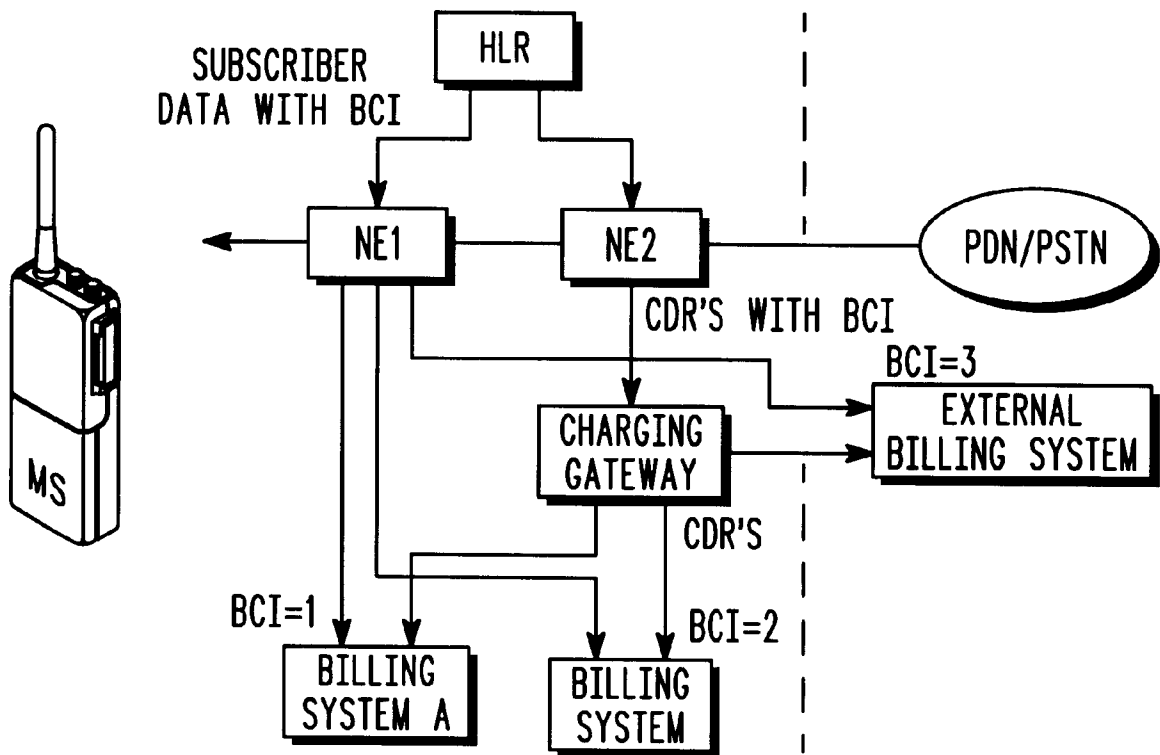 HLR
SUBSCRIBER
DATA WITH BCI
NE1
NE2
PDN/PSTN
CDR'S WITH BCI
BCI=3
EXTERNAL
BILLING SYSTEM
CHARGING
GATEWAY
MS
CDR'S
BCI=1
BCI=2
BILLING
SYSTEM A
BILLING
SYSTEM